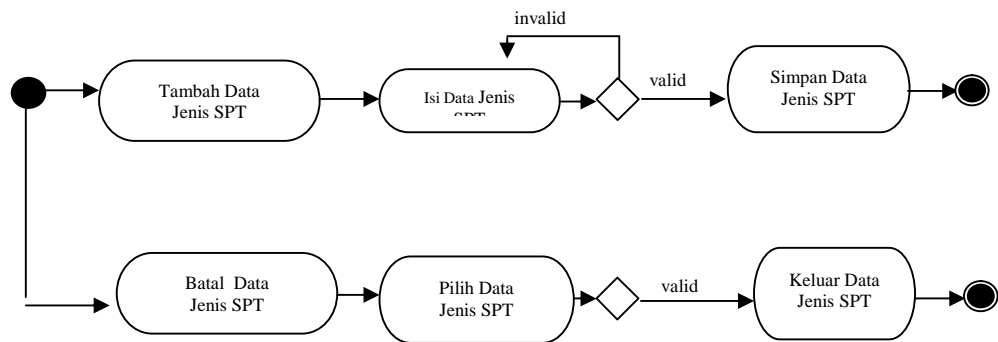 invalid
Tambah Data
Jenis SPT
Isi Data Jenis
SPT
valid
Simpan Data
Jenis SPT
Batal Data
Jenis SPT
Pilih Data
Jenis SPT
valid
Keluar Data
Jenis SPT